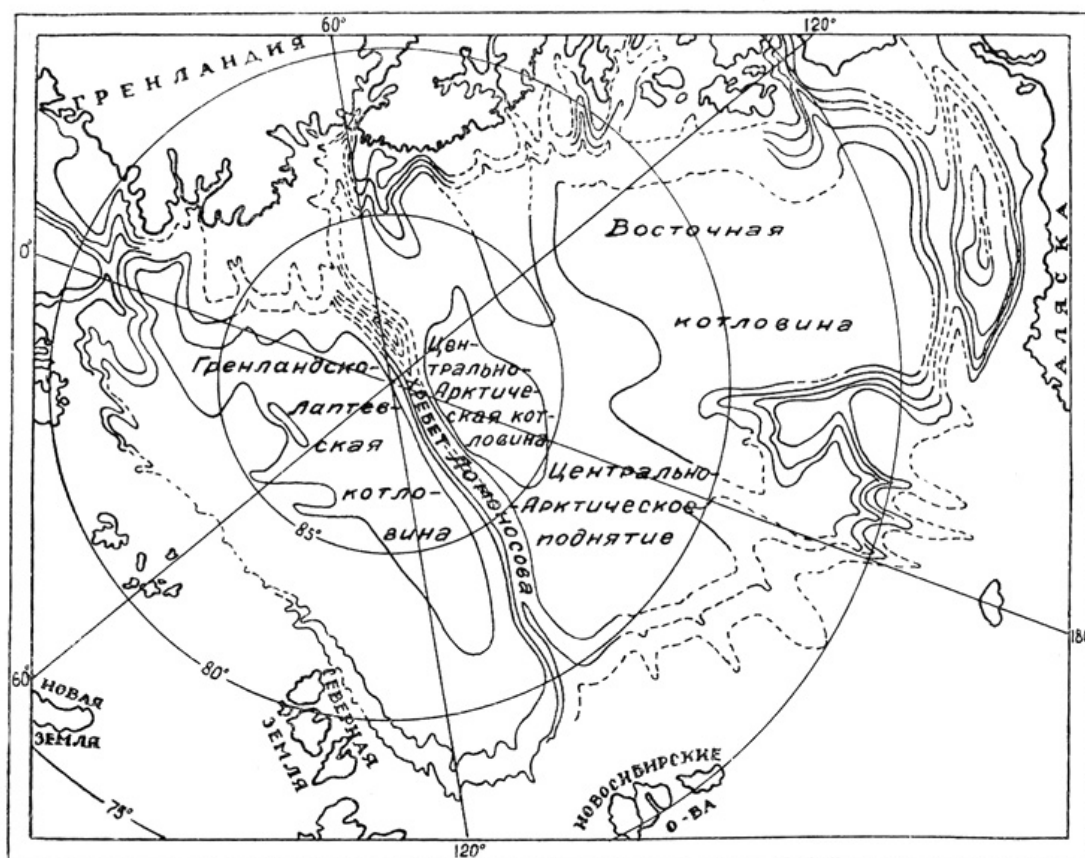 60°
120°
ГРЕНЛАНДИЯ
0°
Восточная
котловина
АЛЯСКА
Гренландско-
Лаптев-
ская
котло-
вина
Цен-
трально-
Арктиче-
ская кот-
ловина
ХРЕБЕТ ЛОМОНОСОВА
Центрально-
Арктическое
поднятие
85°
80°
75°
60°
180°
НОВАЯ
ЗЕМЛЯ
СЕВЕРНАЯ
ЗЕМЛЯ
НОВОСИБИРСКИЕ
О-ВА
120°